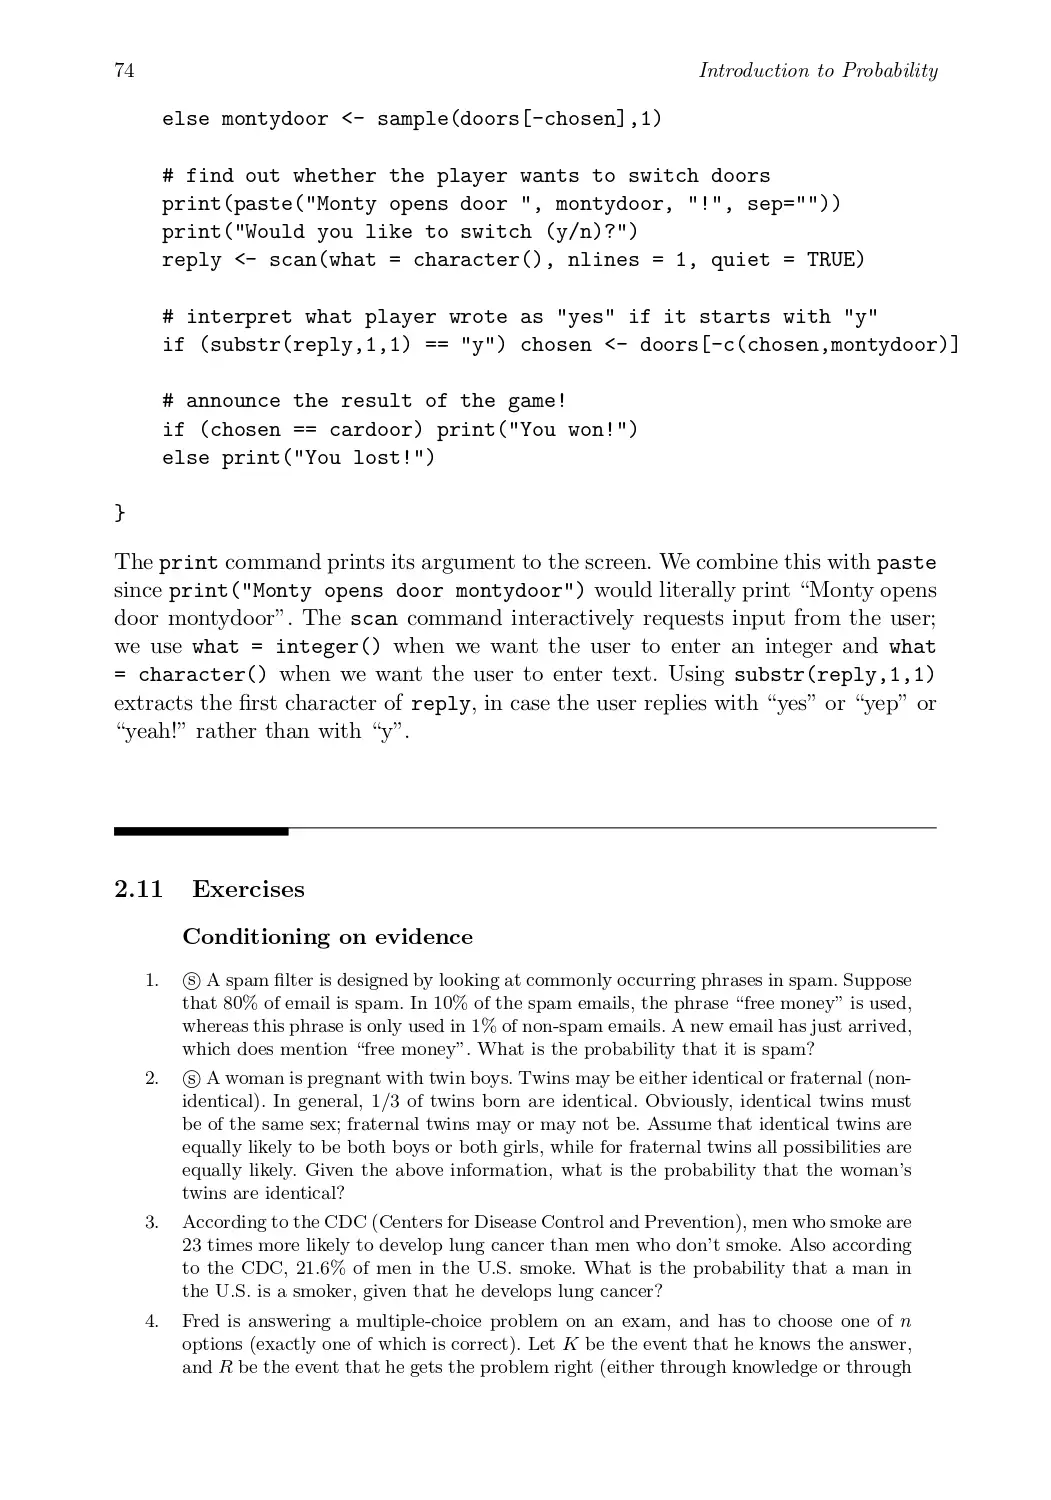 74 Introduction to Probability
else montydoor <- sample(doors[-chosen],1)
# find out whether the player wants to switch doors
print(paste("Monty opens door ", montydoor, "!", sep=""))
print("Would you like to switch (y/n)?")
reply <- scan(what = character(), nlines = 1, quiet = TRUE)
# interpret what player wrote as "yes" if it starts with "y"
if (substr(reply,1,1) == "y") chosen <- doors[-c(chosen,montydoor)]
# announce the result of the game!
if (chosen == cardoor) print("You won!")
else print("You lost!")
}
The print command prints its argument to the screen. We combine this with paste
since print("Monty opens door montydoor") would literally print “Monty opens
door montydoor”. The scan command interactively requests input from the user;
we use what = integer() when we want the user to enter an integer and what
= character() when we want the user to enter text. Using substr(reply,1,1)
extracts the first character of reply, in case the user replies with “yes” or “yep” or
“yeah!” rather than with “y”.
2.11 Exercises
Conditioning on evidence
1. ⓢ A spam filter is designed by looking at commonly occurring phrases in spam. Suppose
that 80% of email is spam. In 10% of the spam emails, the phrase “free money” is used,
whereas this phrase is only used in 1% of non-spam emails. A new email has just arrived,
which does mention “free money”. What is the probability that it is spam?
2. ⓢ A woman is pregnant with twin boys. Twins may be either identical or fraternal (non-
identical). In general, 1/3 of twins born are identical. Obviously, identical twins must
be of the same sex; fraternal twins may or may not be. Assume that identical twins are
equally likely to be both boys or both girls, while for fraternal twins all possibilities are
equally likely. Given the above information, what is the probability that the woman’s
twins are identical?
3. According to the CDC (Centers for Disease Control and Prevention), men who smoke are
23 times more likely to develop lung cancer than men who don’t smoke. Also according
to the CDC, 21.6% of men in the U.S. smoke. What is the probability that a man in
the U.S. is a smoker, given that he develops lung cancer?
4. Fred is answering a multiple-choice problem on an exam, and has to choose one of n
options (exactly one of which is correct). Let K be the event that he knows the answer,
and R be the event that he gets the problem right (either through knowledge or through